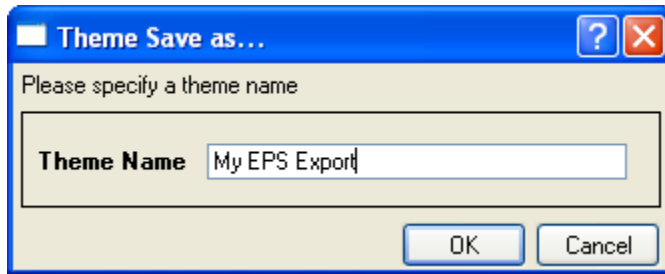 Theme Save as...
?
Please specify a theme name
Theme Name My EPS Export
OK Cancel